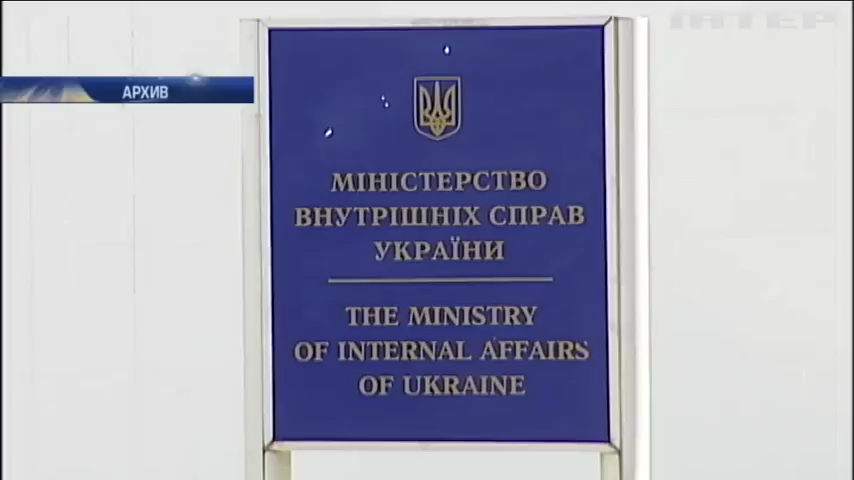 ІНТЕР
АРХИВ
МІНІСТЕРСТВО
ВНУТРІШНІХ СПРАВ
УКРАЇНИ
THE MINISTRY
OF INTERNAL AFFAIRS
OF UKRAINE